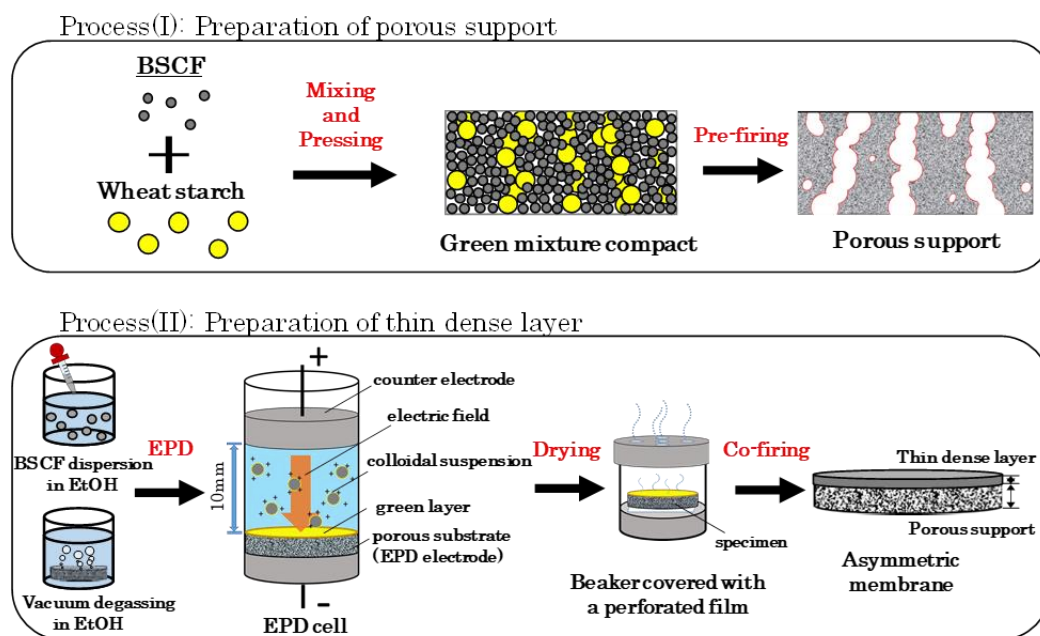 Process(I): Preparation of porous support
BSCF
Wheat starch
Mixing
and
Pressing
Green mixture compact
Pre-firing
Porous support
Process(II): Preparation of thin dense layer
BSCF dispersion
in EtOH
Vacuum degassing
in EtOH
EPD
10mm
+
counter electrode
electric field
colloidal suspension
green layer
porous substrate
(EPD electrode)
-
EPD cell
Drying
specimen
Beaker covered with
a perforated film
Co-firing
Thin dense layer
Porous support
Asymmetric
membrane